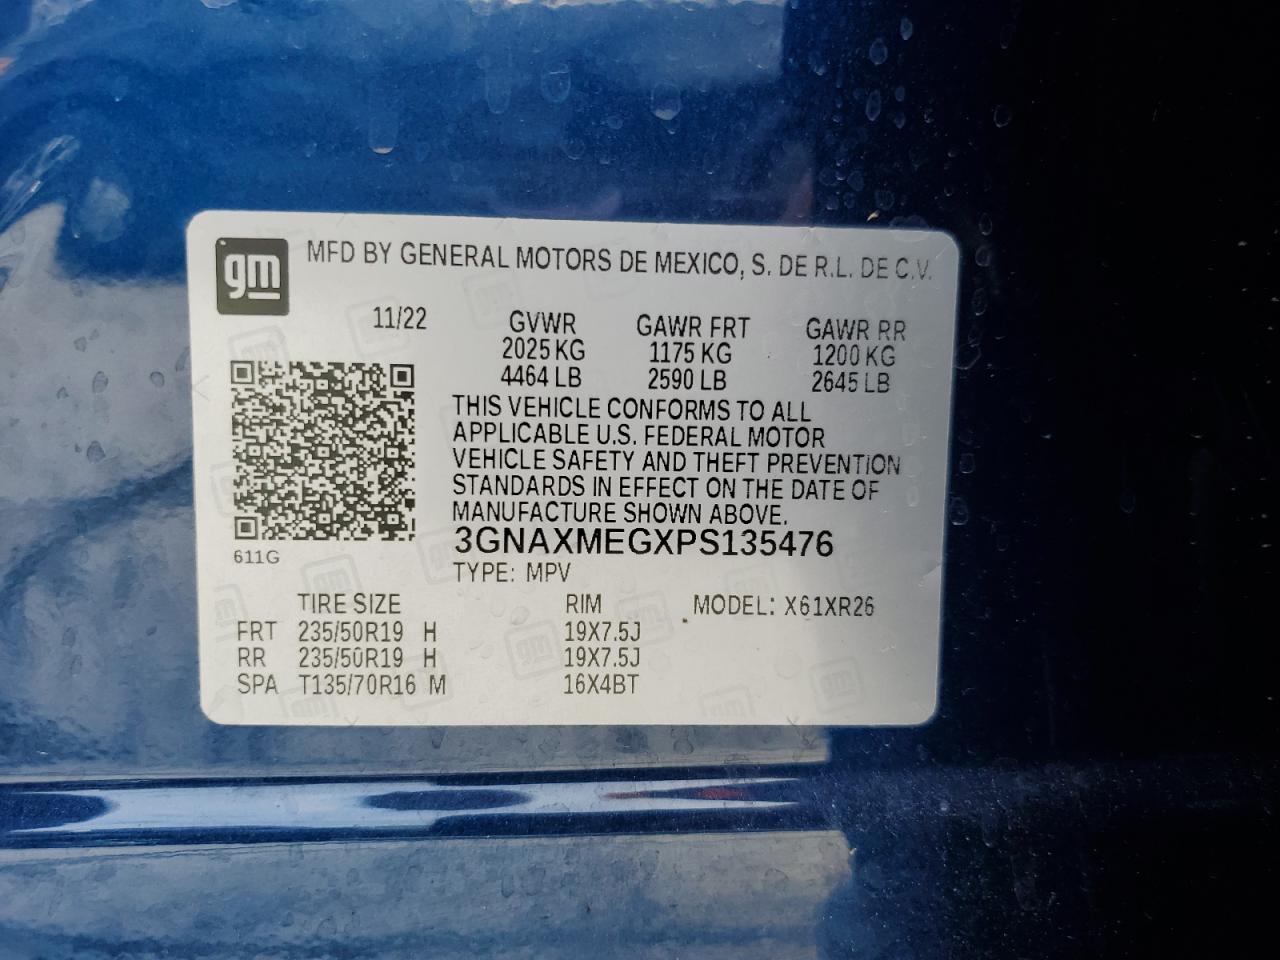 gm
MFD BY GENERAL MOTORS DE MEXICO, S. DE R.L. DE C.V.
11/22 GVWR GAWR FRT GAWR RR
2025 KG 1175 KG 1200 KG
4464 LB 2590 LB 2645 LB
THIS VEHICLE CONFORMS TO ALL
APPLICABLE U.S. FEDERAL MOTOR
VEHICLE SAFETY AND THEFT PREVENTION
STANDARDS IN EFFECT ON THE DATE OF
MANUFACTURE SHOWN ABOVE.
3GNAXMEGXPS135476
611G
TYPE: MPV
TIRE SIZE RIM MODEL: X61XR26
FRT 235/50R19 H 19X7.5J
RR 235/50R19 H 19X7.5J
SPA T135/70R16 M 16X4BT